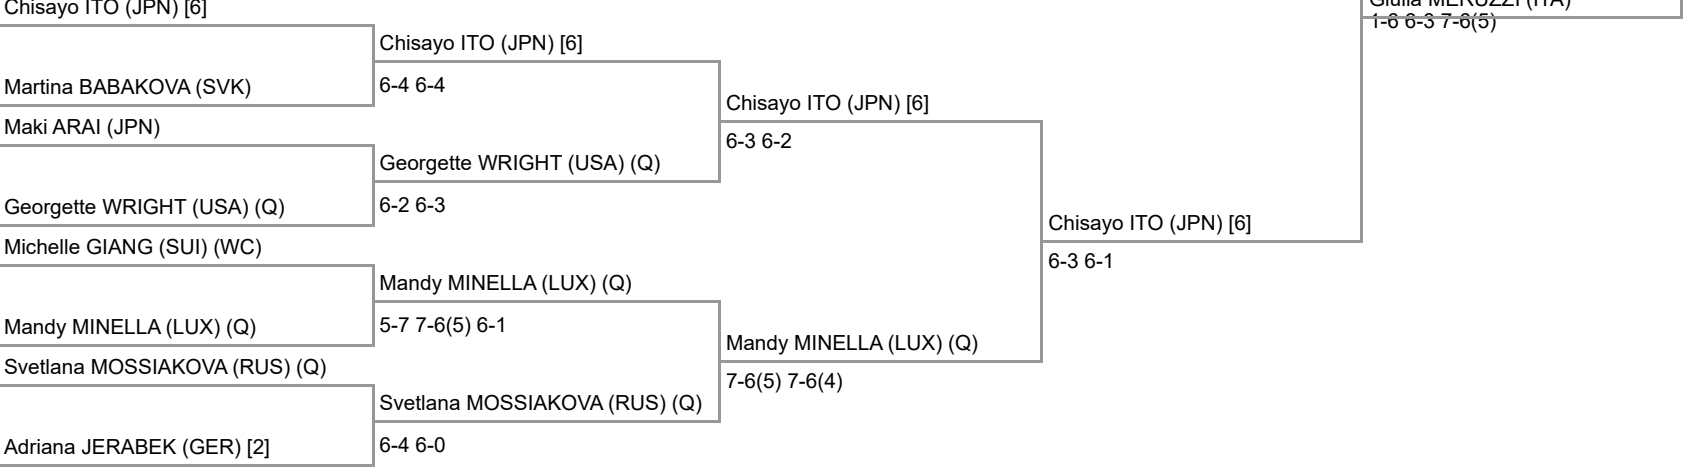 Chisayo ITO (JPN) [6]
Martina BABAKOVA (SVK)
Maki ARAI (JPN)
Georgette WRIGHT (USA) (Q)
Michelle GIANG (SUI) (WC)
Mandy MINELLA (LUX) (Q)
Svetlana MOSSIAKOVA (RUS) (Q)
Adriana JERABEK (GER) [2]
Chisayo ITO (JPN) [6]
6-4 6-4
Georgette WRIGHT (USA) (Q)
6-2 6-3
Mandy MINELLA (LUX) (Q)
5-7 7-6(5) 6-1
Svetlana MOSSIAKOVA (RUS) (Q)
6-4 6-0
Chisayo ITO (JPN) [6]
6-3 6-2
Mandy MINELLA (LUX) (Q)
7-6(5) 7-6(4)
Chisayo ITO (JPN) [6]
6-3 6-1
Giulia MERUZZI (ITA)
1-6 6-3 7-6(5)